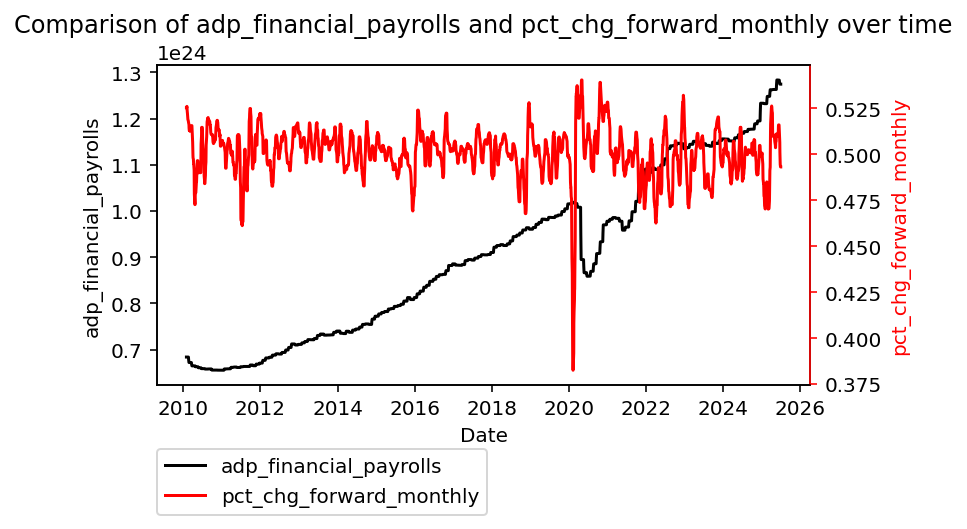 Comparison of adp_financial_payrolls and pct_chg_forward_monthly over time
1e24
1.3
1.2
1.1
1.0
0.9
0.8
0.7
adp_financial_payrolls
0.525
0.500
0.475
0.450
0.425
0.400
0.375
pct_chg_forward_monthly
2010 2012 2014 2016 2018 2020 2022 2024 2026
Date
adp_financial_payrolls
pct_chg_forward_monthly